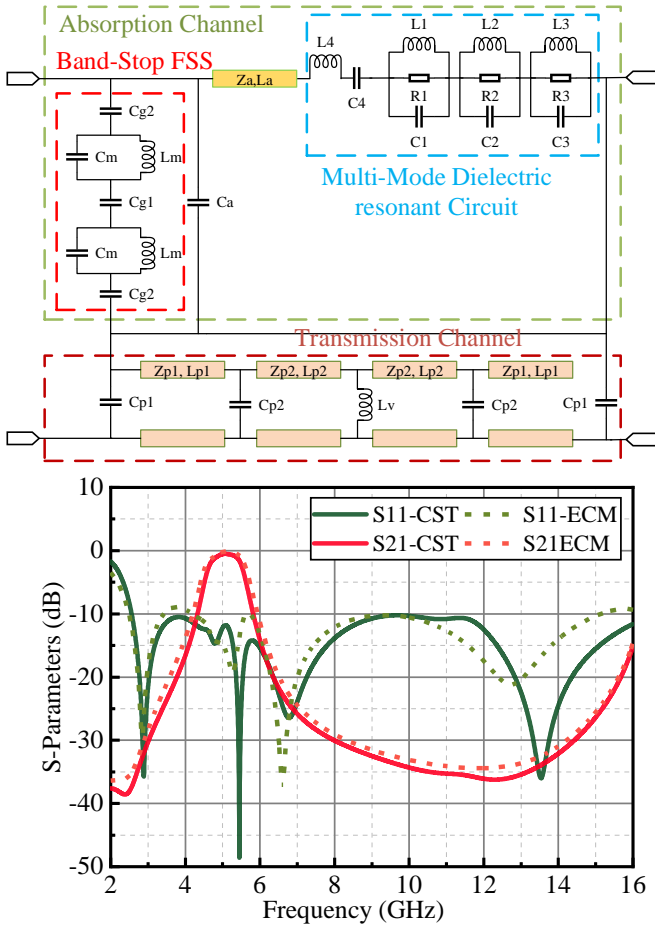 Absorption Channel
Band-Stop FSS
Za,La
L4
L1
L2
L3
C4
R1
R2
R3
C1
C2
C3
Multi-Mode Dielectric
resonant Circuit
Cg2
Cm
Lm
Cg1
Ca
Cm
Lm
Cg2
Transmission Channel
Zp1, Lp1
Zp2, Lp2
Zp2, Lp2
Zp1, Lp1
Cp1
Cp2
Lv
Cp2
Cp1
S11-CST
S11-ECM
S21-CST
S21ECM
10
0
-10
-20
-30
-40
-50
S-Parameters (dB)
2 4 6 8 10 12 14 16
Frequency (GHz)